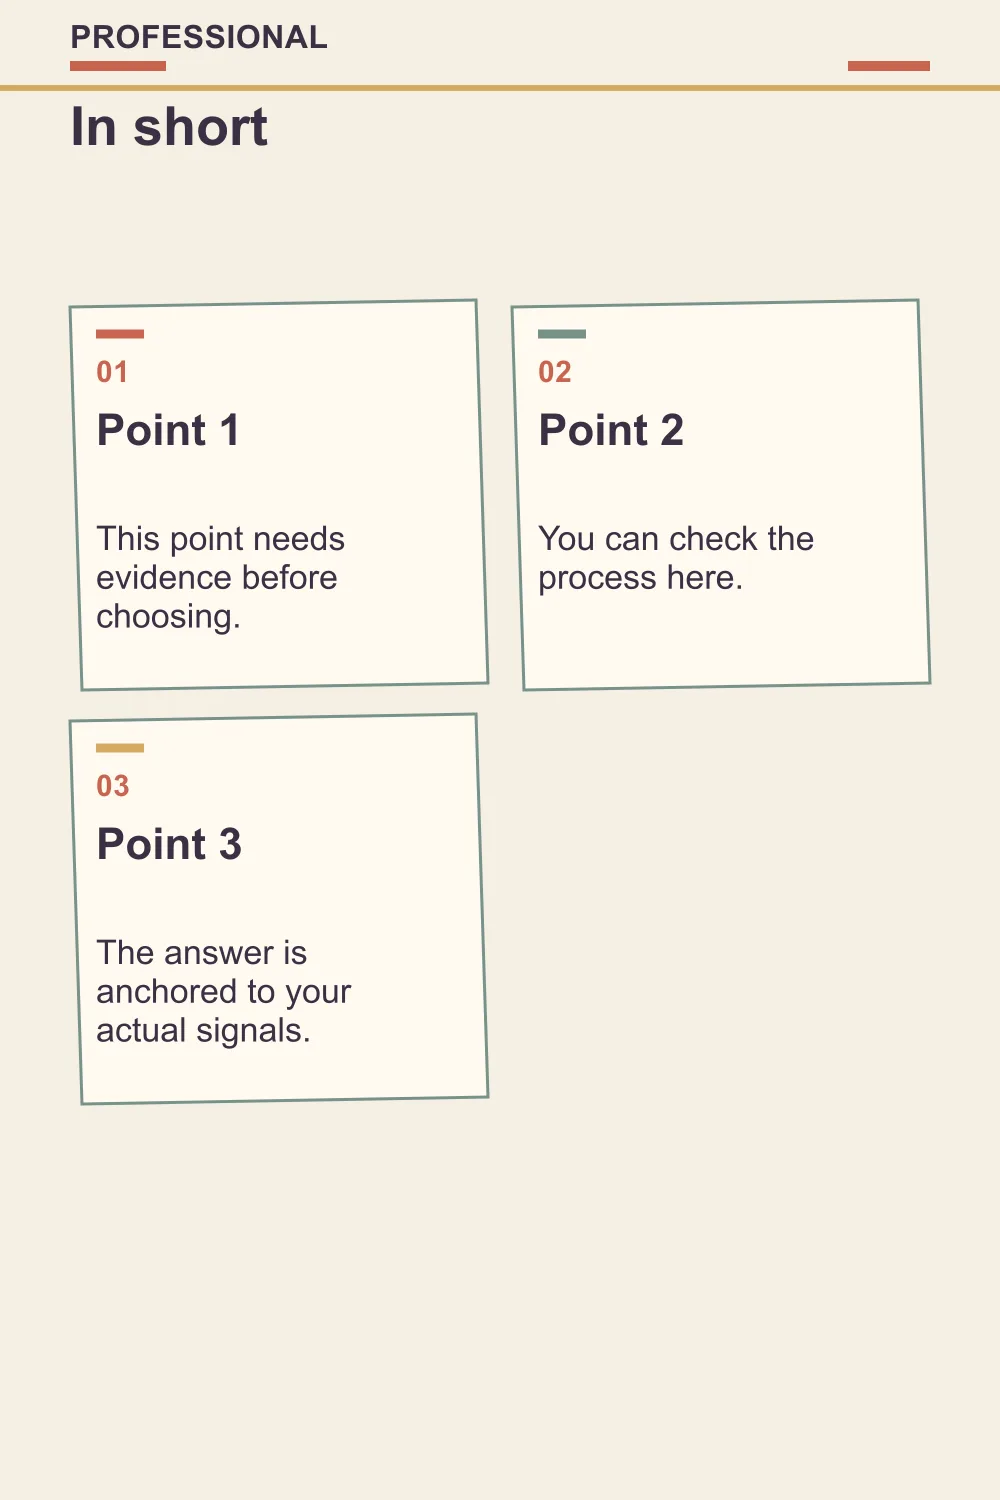 PROFESSIONAL
In short
01
Point 1
This point needs
evidence before
choosing.
02
Point 2
You can check the
process here.
03
Point 3
The answer is
anchored to your
actual signals.